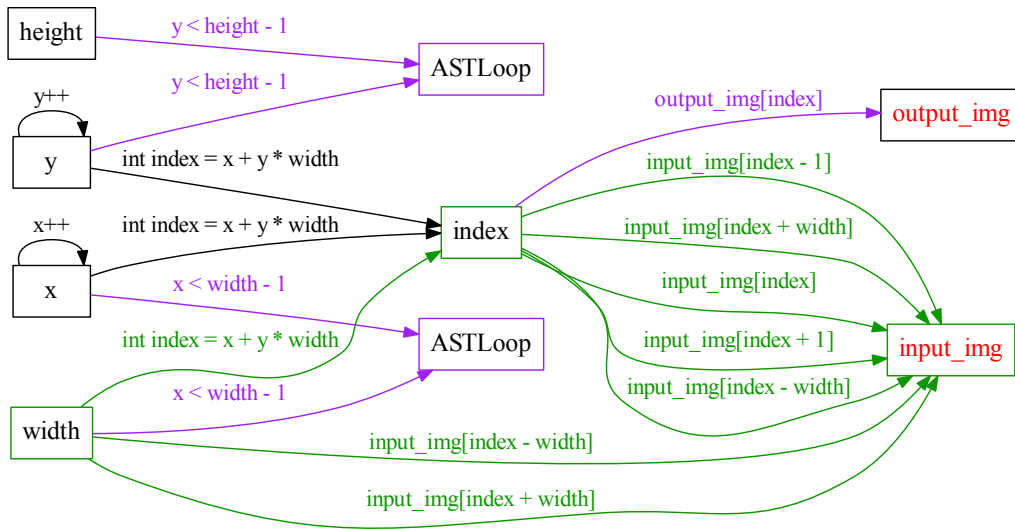 height
y < height - 1
ASTLoop
y < height - 1
y++
output_img[index]
output_img
y
int index = x + y * width
input_img[index - 1]
x++
int index = x + y * width
index
input_img[index + width]
x
x < width - 1
input_img[index]
int index = x + y * width
ASTLoop
input_img[index + 1]
input_img
x < width - 1
input_img[index - width]
width
input_img[index - width]
input_img[index + width]